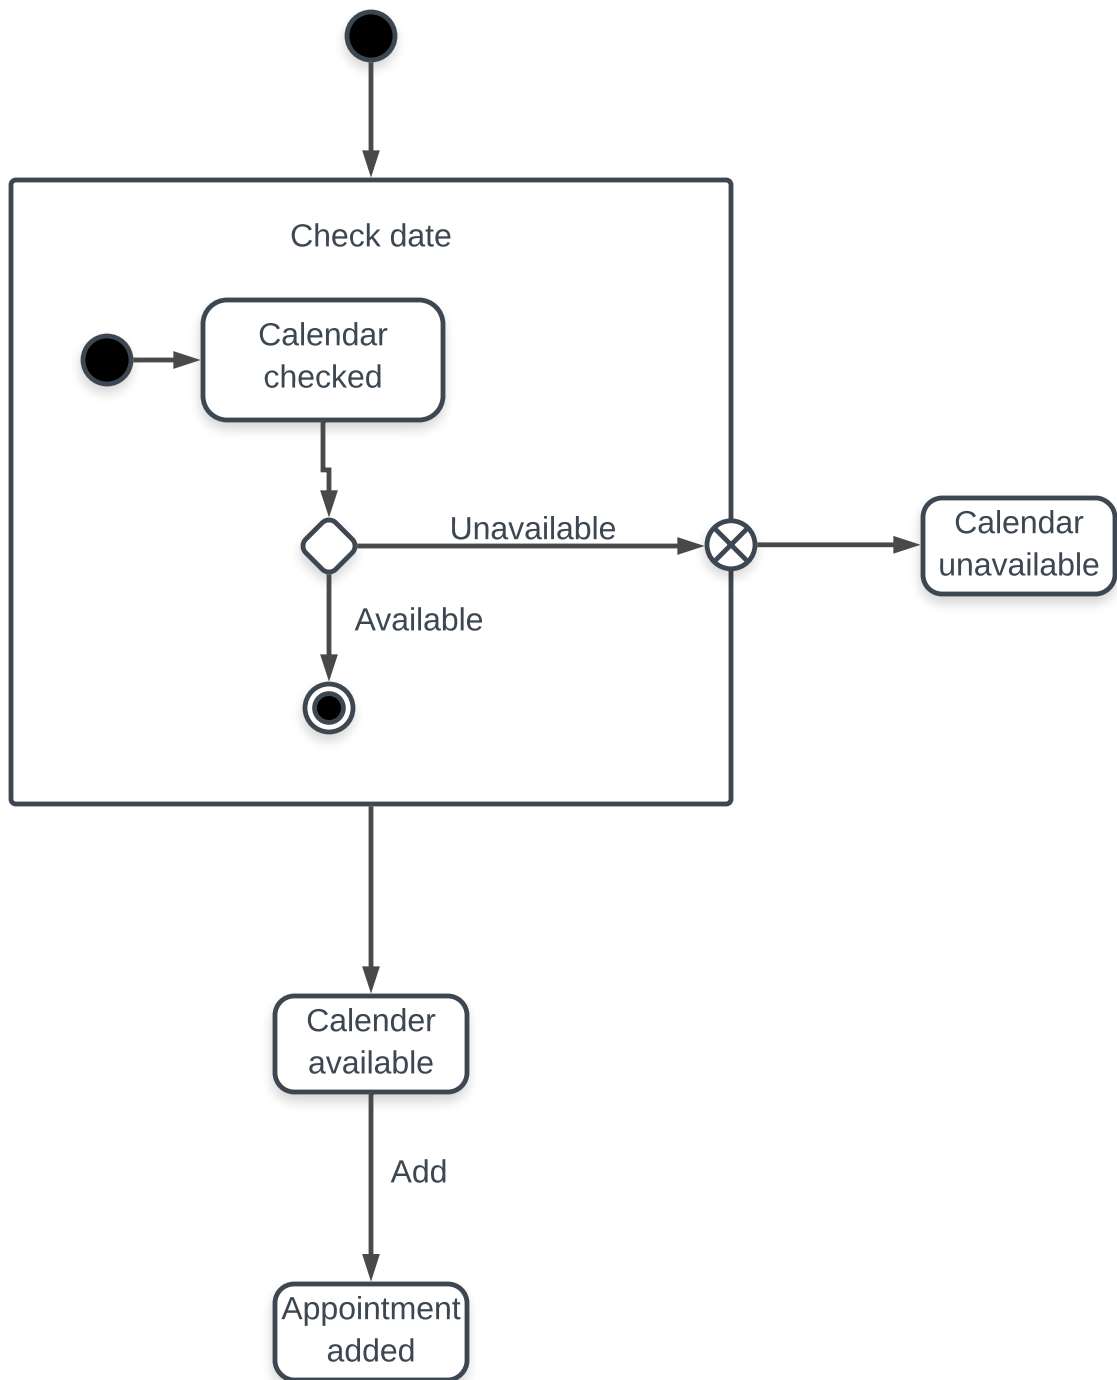 Check date
Calendar
checked
Unavailable
Calendar
unavailable
Available
Calender
available
Add
Appointment
added